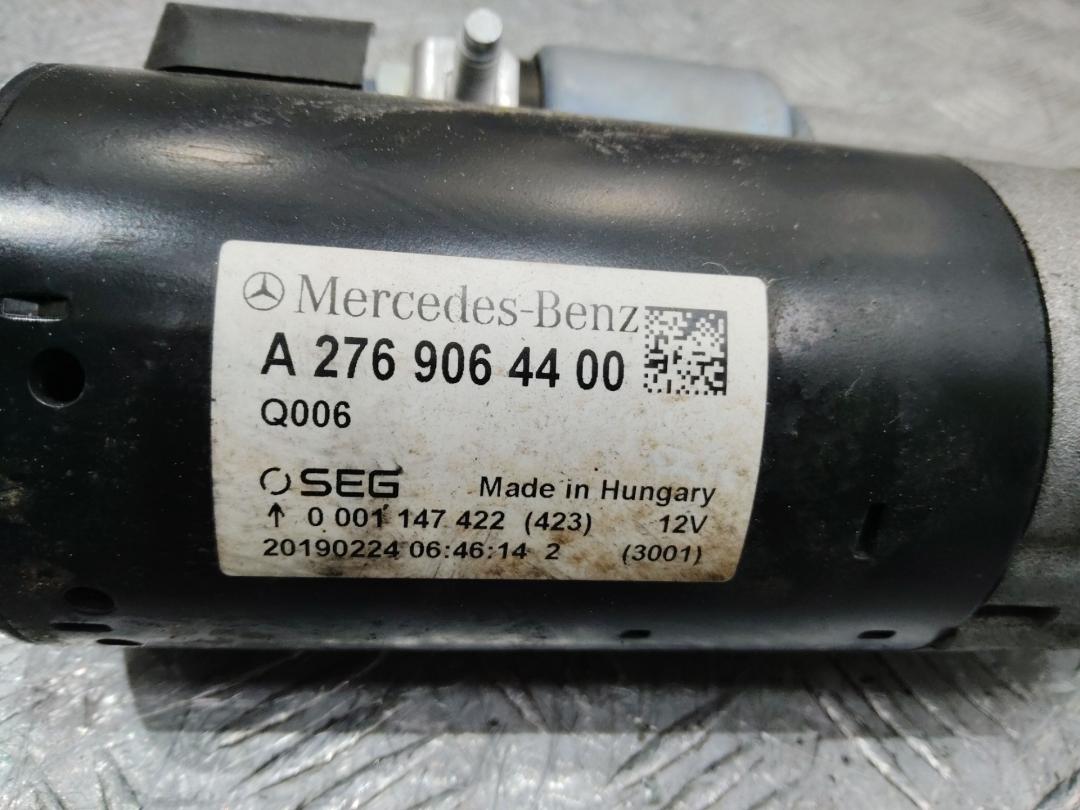 Mercedes-Benz
A 276 906 44 00
Q006
SEG Made in Hungary
↑ 0 001 147 422 (423) 12V
20190224 06:46:14 2 (3001)